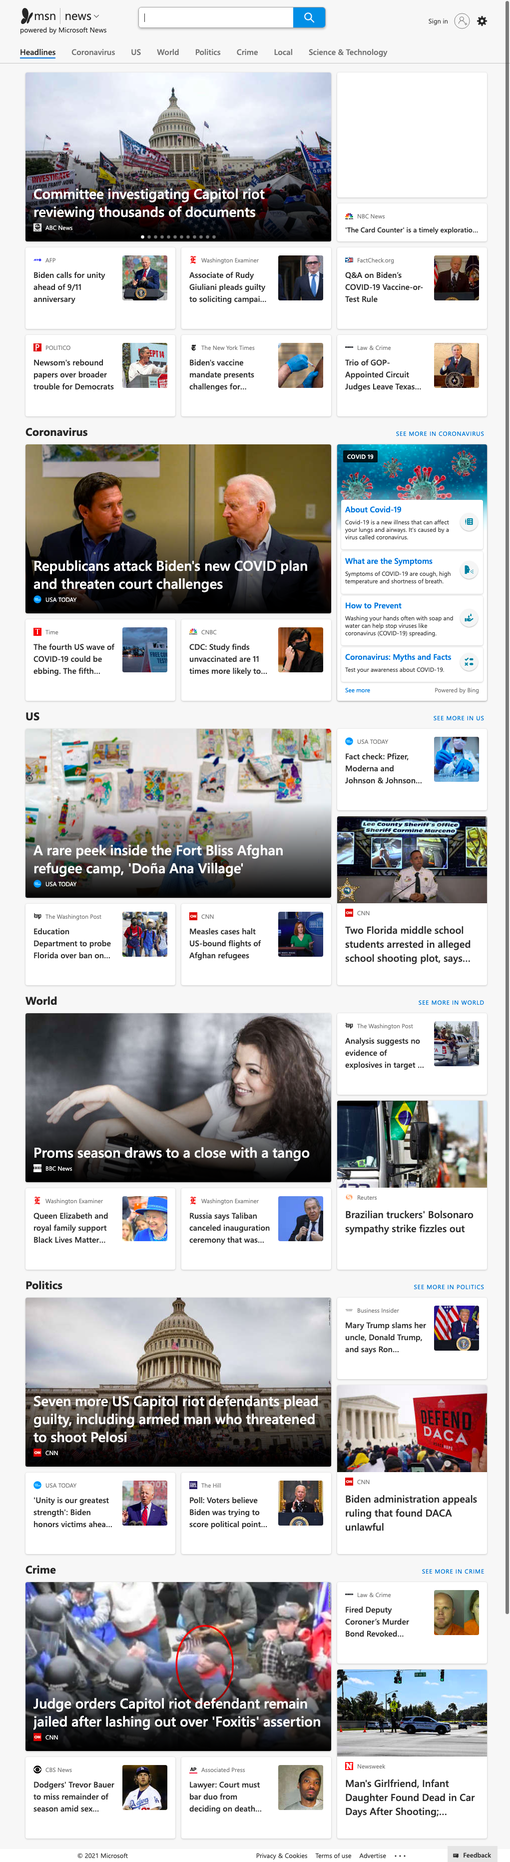 msn | news
powered by Microsoft News
Sign in
Headlines Coronavirus US World Politics Crime Local Science & Technology
Committee investigating Capitol riot
reviewing thousands of documents
ABC News
NBC News
'The Card Counter' is a timely exploratio...
AFP
Biden calls for unity
ahead of 9/11
anniversary
Washington Examiner
Associate of Rudy
Giuliani pleads guilty
to soliciting campai...
FactCheck.org
Q&A on Biden's
COVID-19 Vaccine-or-
Test Rule
POLITICO
Newsom's rebound
papers over broader
trouble for Democrats
The New York Times
Biden's vaccine
mandate presents
challenges for...
Law & Crime
Trio of GOP-
Appointed Circuit
Judges Leave Texas...
Coronavirus
SEE MORE IN CORONAVIRUS
Republicans attack Biden's new COVID plan
and threaten court challenges
USA TODAY
COVID 19
About Covid-19
Covid-19 is a new illness that can affect
your lungs and airways. It's caused by a
virus called coronavirus.
What are the Symptoms
Symptoms of COVID-19 are cough, high
temperature and shortness of breath.
How to Prevent
Washing your hands often with soap and
water can help stop viruses like
coronavirus (COVID-19) spreading.
Coronavirus: Myths and Facts
Test your awareness about COVID-19.
See more
Powered by Bing
Time
The fourth US wave of
COVID-19 could be
ebbing. The fifth...
CNBC
CDC: Study finds
unvaccinated are 11
times more likely to...
US
SEE MORE IN US
A rare peek inside the Fort Bliss Afghan
refugee camp, 'Doña Ana Village'
USA TODAY
USA TODAY
Fact check: Pfizer,
Moderna and
Johnson & Johnson...
Lee County Sheriff's Office
Sheriff Carmine Marceno
CNN
Two Florida middle school
students arrested in alleged
school shooting plot, says...
The Washington Post
Education
Department to probe
Florida over ban on...
CNN
Measles cases halt
US-bound flights of
Afghan refugees
World
SEE MORE IN WORLD
Proms season draws to a close with a tango
BBC News
The Washington Post
Analysis suggests no
evidence of
explosives in target ...
Reuters
Brazilian truckers' Bolsonaro
sympathy strike fizzles out
Washington Examiner
Queen Elizabeth and
royal family support
Black Lives Matter...
Washington Examiner
Russia says Taliban
canceled inauguration
ceremony that was...
Politics
SEE MORE IN POLITICS
Seven more US Capitol riot defendants plead
guilty, including armed man who threatened
to shoot Pelosi
CNN
Business Insider
Mary Trump slams her
uncle, Donald Trump,
and says Ron...
DEFEND
DACA
CNN
Biden administration appeals
ruling that found DACA
unlawful
USA TODAY
'Unity is our greatest
strength': Biden
honors victims ahea...
The Hill
Poll: Voters believe
Biden was trying to
score political point...
Crime
SEE MORE IN CRIME
Judge orders Capitol riot defendant remain
jailed after lashing out over 'Foxitis' assertion
CNN
Law & Crime
Fired Deputy
Coroner's Murder
Bond Revoked...
Newsweek
Man's Girlfriend, Infant
Daughter Found Dead in Car
Days After Shooting;...
CBS News
Dodgers' Trevor Bauer
to miss remainder of
season amid sex...
Associated Press
Lawyer: Court must
bar duo from
deciding on death...
© 2021 Microsoft
Privacy & Cookies Terms of use Advertise
Feedback